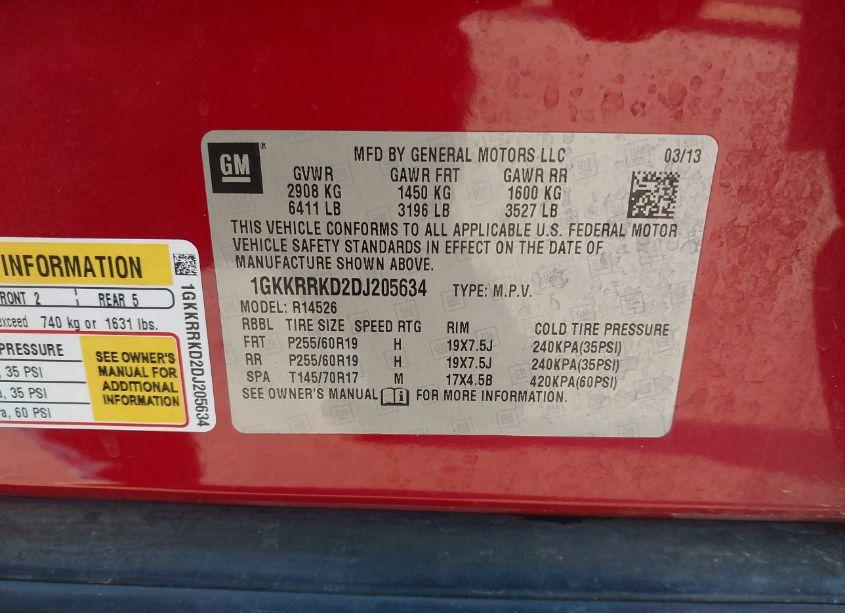 GM
®
MFD BY GENERAL MOTORS LLC
03/13
GVWR GAWR FRT GAWR RR
2908 KG 1450 KG 1600 KG
6411 LB 3196 LB 3527 LB
THIS VEHICLE CONFORMS TO ALL APPLICABLE U.S. FEDERAL MOTOR
VEHICLE SAFETY STANDARDS IN EFFECT ON THE DATE OF
MANUFACTURE SHOWN ABOVE.
1GKKRRKD2DJ205634 TYPE: M.P.V.
MODEL: R14526
RBBL TIRE SIZE SPEED RTG RIM COLD TIRE PRESSURE
FRT P255/60R19 H 19X7.5J 240KPA(35PSI)
RR P255/60R19 H 19X7.5J 240KPA(35PSI)
SPA T145/70R17 M 17X4.5B 420KPA(60PSI)
SEE OWNER'S MANUAL FOR MORE INFORMATION.
INFORMATION
FRONT 2 REAR 5
exceed 740 kg or 1631 lbs.
PRESSURE
, 35 PSI
a, 35 PSI
a, 60 PSI
SEE OWNER'S
MANUAL FOR
ADDITIONAL
INFORMATION
1GKKRRKD2DJ205634